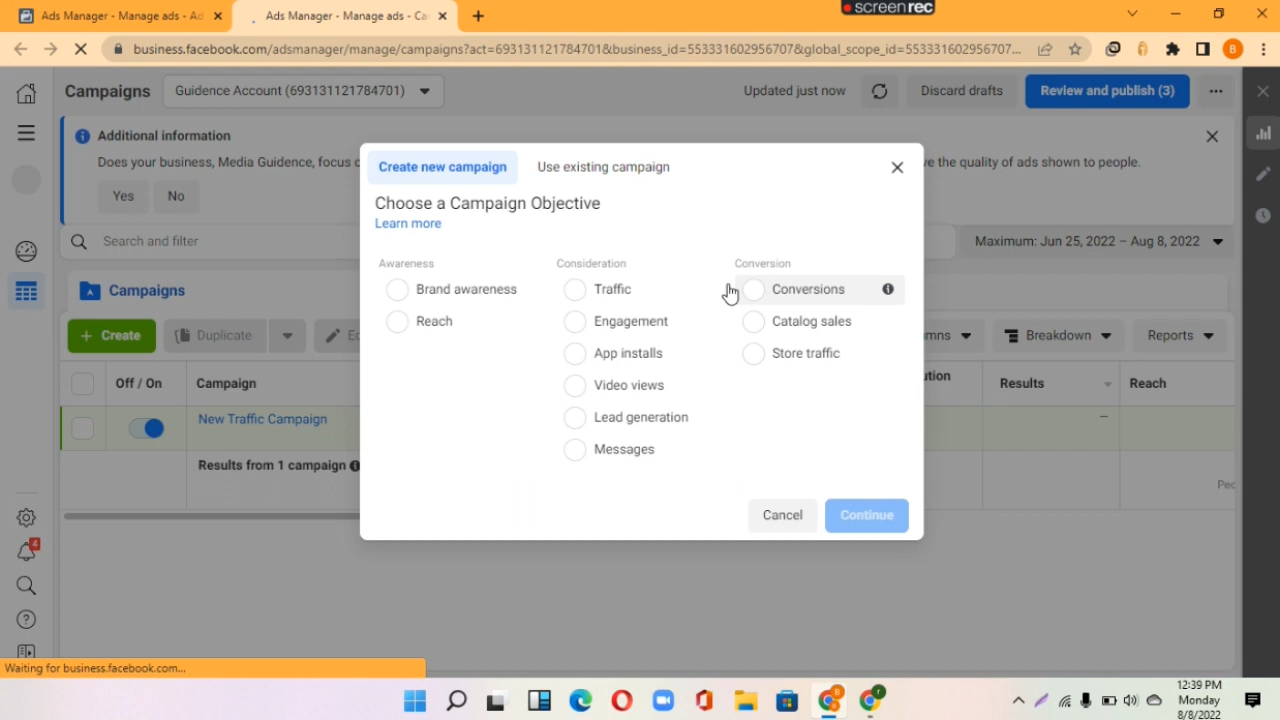 Ads Manager - Manage ads - Ad
Ads Manager - Manage ads - Ca
screenrec
business.facebook.com/adsmanager/manage/campaigns?act=693131121784701&business_id=553331602956707&global_scope_id=553331602956707...
B
Campaigns
Guidence Account (693131121784701)
Updated just now
Discard drafts
Review and publish (3)
Additional information
Does your business, Media Guidence, focus
ve the quality of ads shown to people.
Yes
No
Search and filter
Maximum: Jun 25, 2022 – Aug 8, 2022
Campaigns
Create
Duplicate
Ed
mns
Breakdown
Reports
Off / On
Campaign
ution
Results
Reach
New Traffic Campaign
—
Results from 1 campaign
Peo
Create new campaign
Use existing campaign
Choose a Campaign Objective
Learn more
Awareness
Consideration
Conversion
Brand awareness
Traffic
Conversions
Reach
Engagement
Catalog sales
App installs
Store traffic
Video views
Lead generation
Messages
Cancel
Continue
4
Waiting for business.facebook.com...
12:39 PM
Monday
8/8/2022